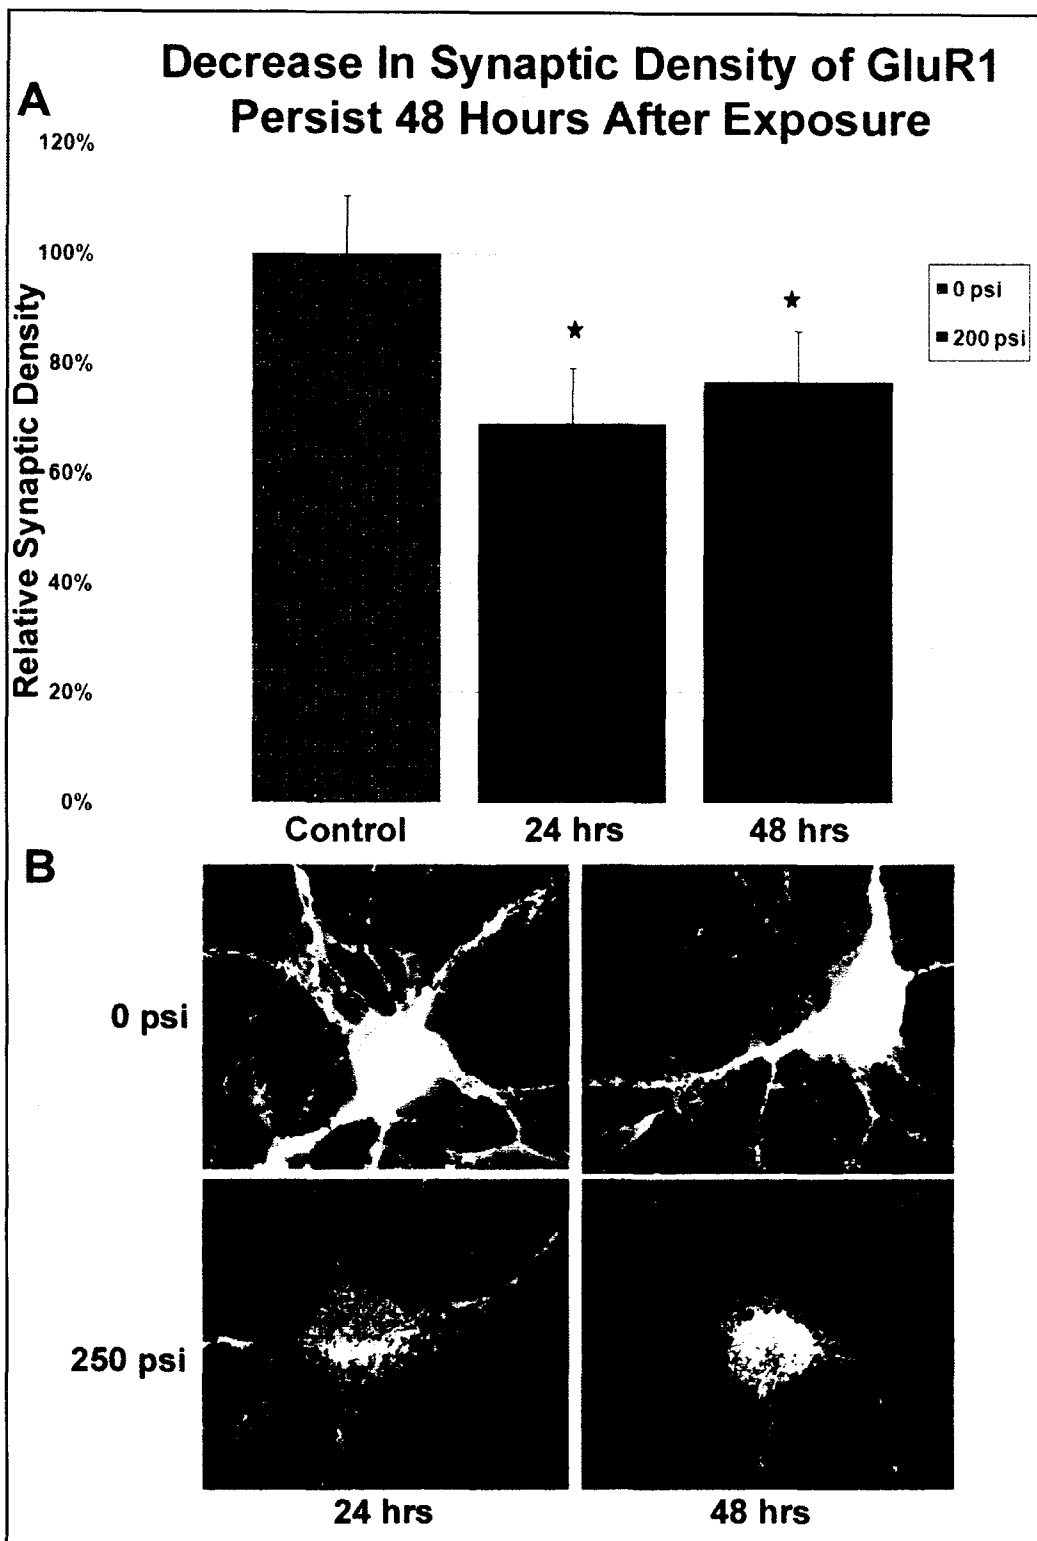 Decrease In Synaptic Density of GluR1
Persist 48 Hours After Exposure
A
120%
100%
80%
60%
40%
20%
0%
Relative Synaptic Density
0 psi
200 psi
Control
24 hrs
48 hrs
B
0 psi
250 psi
24 hrs
48 hrs